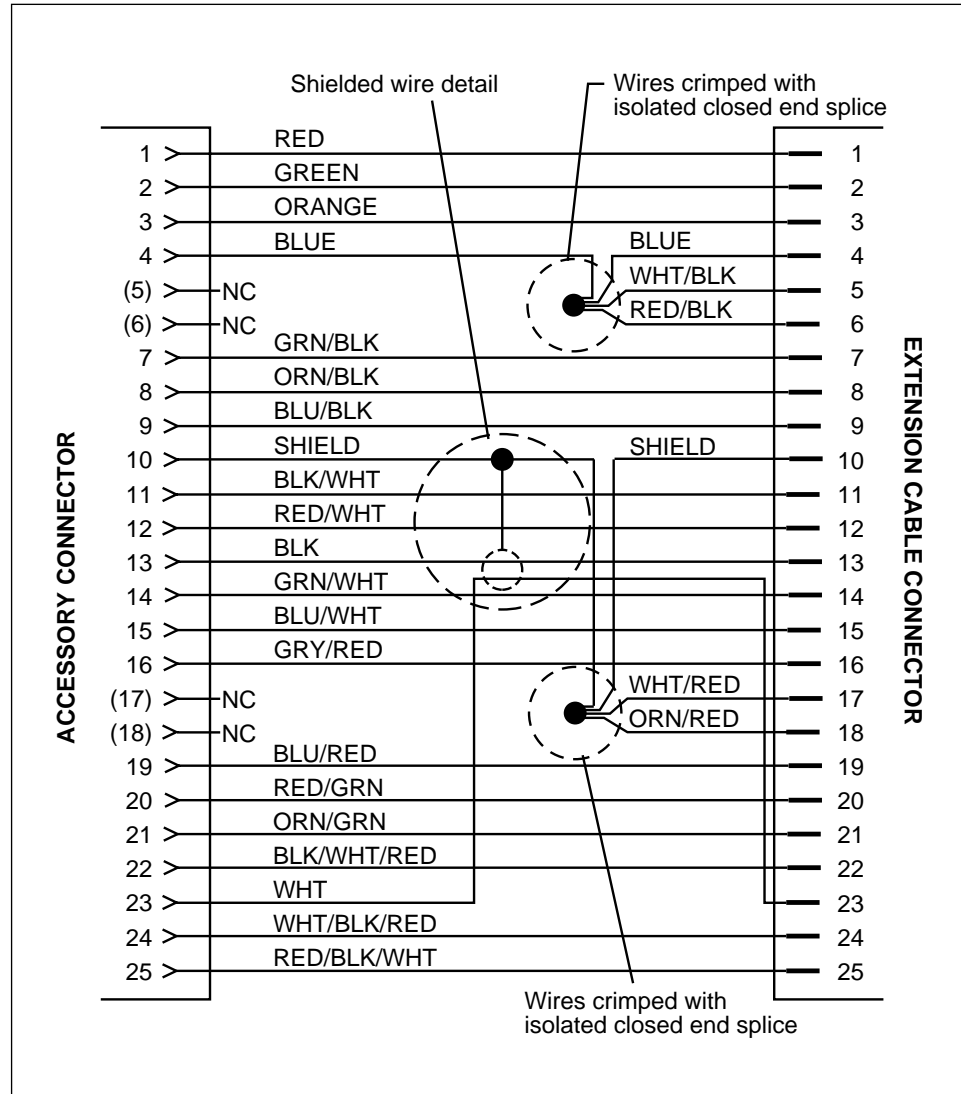 Shielded wire detail
Wires crimped with
isolated closed end splice
ACCESSORY CONNECTOR
EXTENSION CABLE CONNECTOR
1 RED 1
2 GREEN 2
3 ORANGE 3
4 BLUE BLUE 4
(5) NC WHT/BLK 5
(6) NC RED/BLK 6
7 GRN/BLK 7
8 ORN/BLK 8
9 BLU/BLK 9
10 SHIELD SHIELD 10
11 BLK/WHT 11
12 RED/WHT 12
13 BLK 13
14 GRN/WHT 14
15 BLU/WHT 15
16 GRY/RED 16
(17) NC WHT/RED 17
(18) NC ORN/RED 18
19 BLU/RED 19
20 RED/GRN 20
21 ORN/GRN 21
22 BLK/WHT/RED 22
23 WHT 23
24 WHT/BLK/RED 24
25 RED/BLK/WHT 25
Wires crimped with
isolated closed end splice